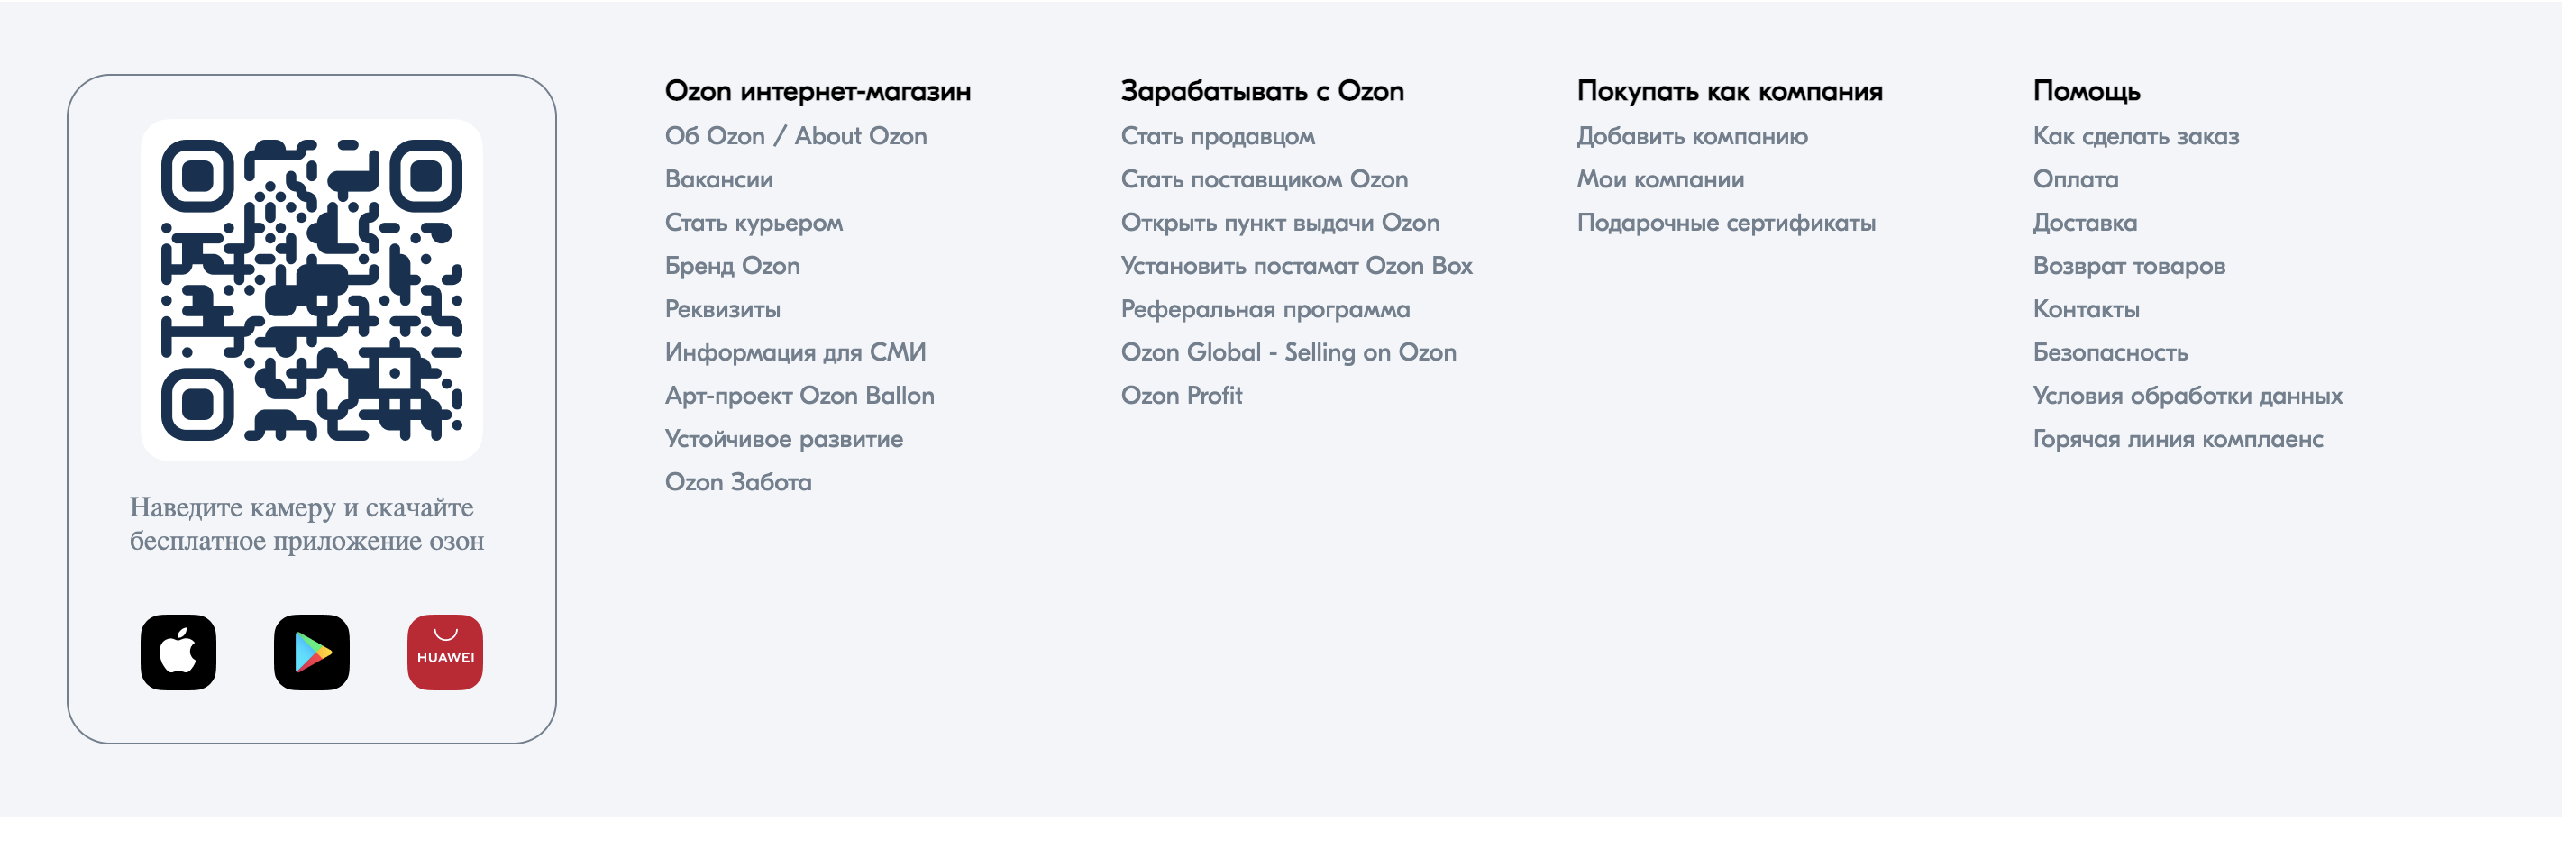 Наведите камеру и скачайте
бесплатное приложение озон
HUAWEI
Ozon интернет-магазин
Об Ozon / About Ozon
Вакансии
Стать курьером
Бренд Ozon
Реквизиты
Информация для СМИ
Арт-проект Ozon Ballon
Устойчивое развитие
Ozon Забота
Зарабатывать с Ozon
Стать продавцом
Стать поставщиком Ozon
Открыть пункт выдачи Ozon
Установить постамат Ozon Box
Реферальная программа
Ozon Global - Selling on Ozon
Ozon Profit
Покупать как компания
Добавить компанию
Мои компании
Подарочные сертификаты
Помощь
Как сделать заказ
Оплата
Доставка
Возврат товаров
Контакты
Безопасность
Условия обработки данных
Горячая линия комплаенс